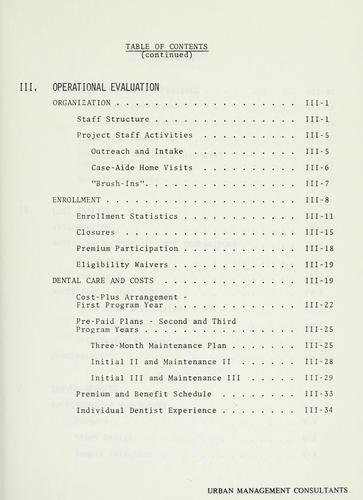 TABLE OF CONTENTS
(continued)
III. OPERATIONAL EVALUATION
ORGANIZATION . . . . . . . . . . . . . . . . . . . III-1
Staff Structure . . . . . . . . . . . . . . . . III-1
Project Staff Activities . . . . . . . . . III-5
Outreach and Intake . . . . . . . . . . III-5
Case-Aide Home Visits . . . . . . . . . III-6
"Brush-Ins". . . . . . . . . . . . . . III-7
ENROLLMENT . . . . . . . . . . . . . . . . . . . . III-8
Enrollment Statistics . . . . . . . . . . III-11
Closures . . . . . . . . . . . . . . . . III-15
Premium Participation . . . . . . . . . . III-18
Eligibility Waivers . . . . . . . . . . . III-19
DENTAL CARE AND COSTS . . . . . . . . . . . . . . III-19
Cost-Plus Arrangement -
First Program Year . . . . . . . . . . . III-22
Pre-Paid Plans - Second and Third
Program Years . . . . . . . . . . . . . . III-25
Three-Month Maintenance Plan . . . . . III-25
Initial II and Maintenance II . . . . . III-28
Initial III and Maintenance III . . . . . III-29
Premium and Benefit Schedule . . . . . . . III-33
Individual Dentist Experience . . . . . . . III-34
URBAN MANAGEMENT CONSULTANTS